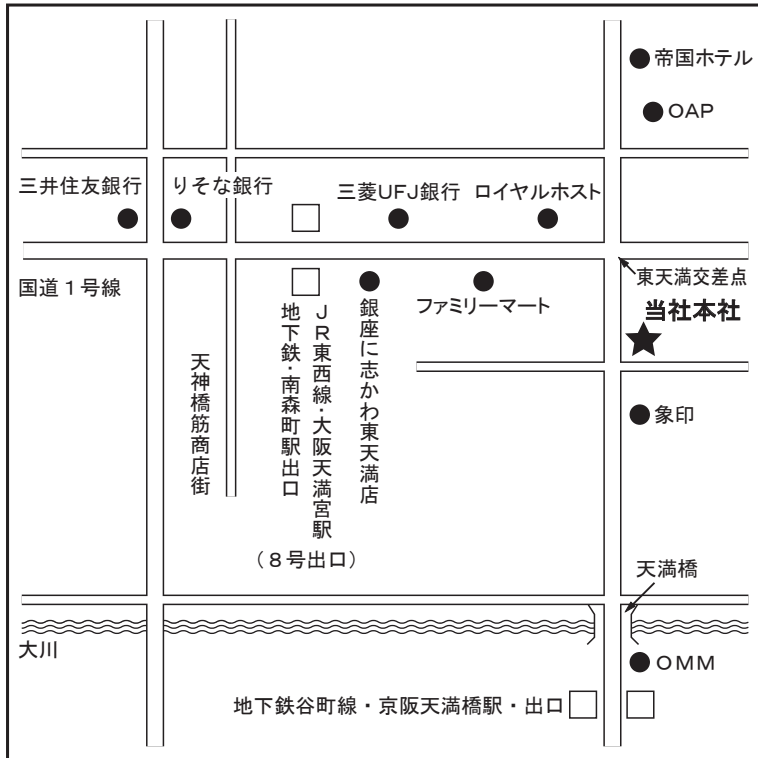 帝国ホテル
OAP
三井住友銀行
りそな銀行
三菱UFJ銀行
ロイヤルホスト
国道1号線
東天満交差点
当社本社
ファミリーマート
天神橋筋商店街
JR東西線・大阪天満宮駅
地下鉄・南森町駅出口
(8号出口)
銀座に志かわ東天満店
象印
天満橋
大川
OMM
地下鉄谷町線・京阪天満橋駅・出口